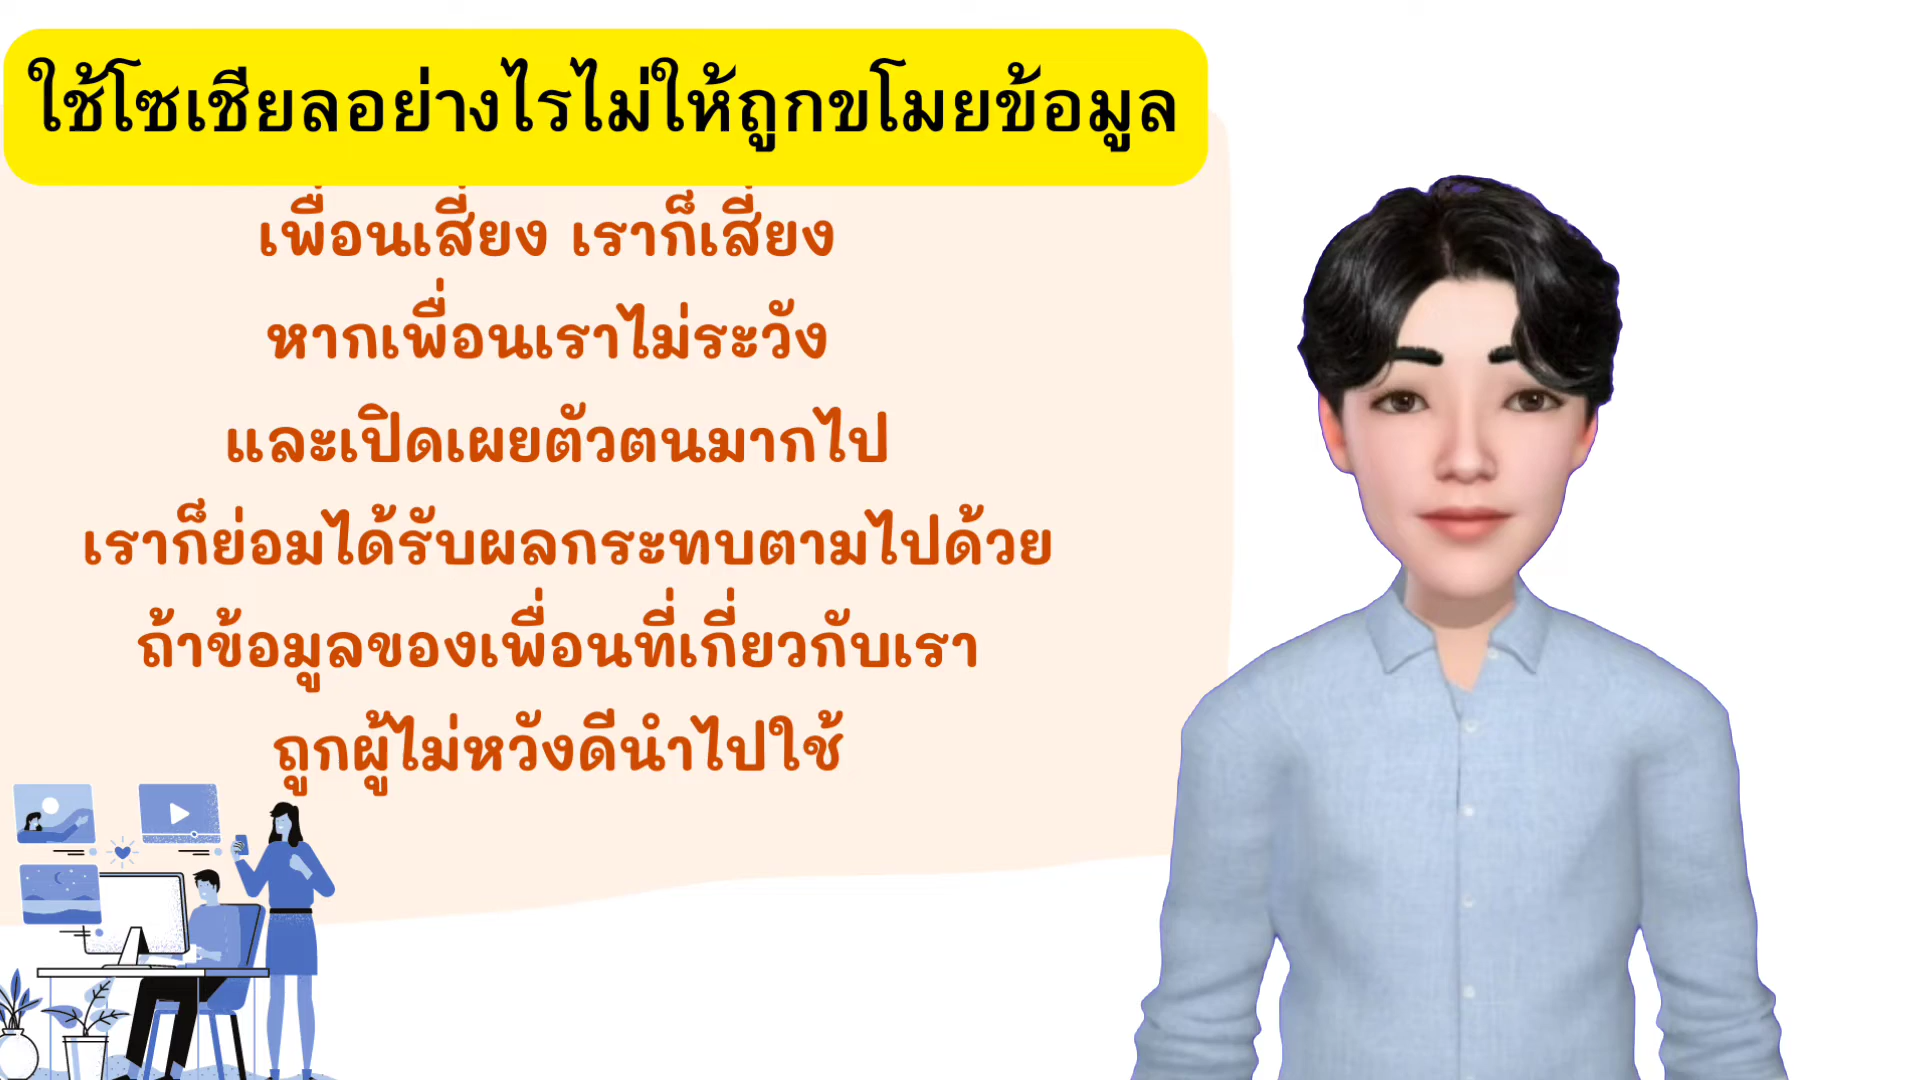 ใช้โซเชียลอย่างไรไม่ให้ถูกขโมยข้อมูล
เพื่อนเสี่ยง เราก็เสี่ยง
หากเพื่อนเราไม่ระวัง
และเปิดเผยตัวตนมากไป
เราก็ย่อมได้รับผลกระทบตามไปด้วย
ถ้าข้อมูลของเพื่อนที่เกี่ยวกับเรา
ถูกผู้ไม่หวังดีนำไปใช้